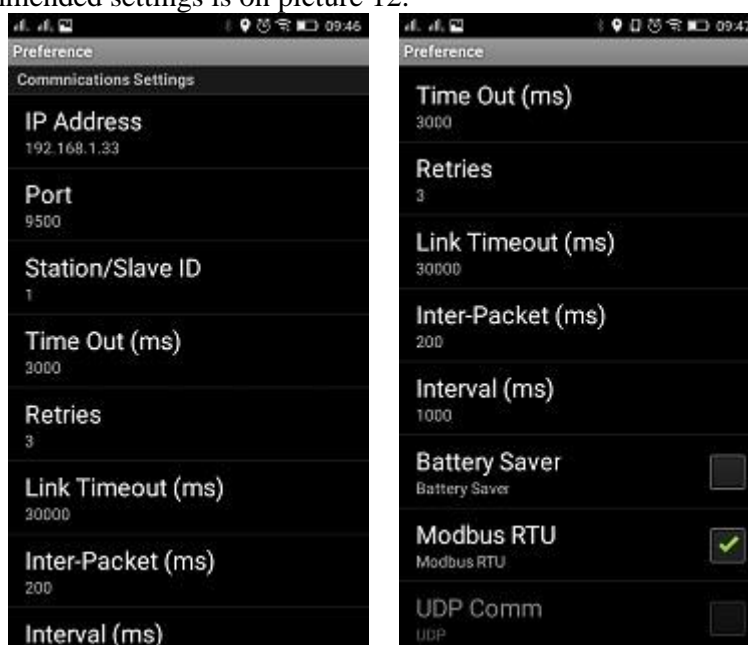 mmended settings is on picture 12.
09:46
Preference
Commnications Settings
IP Address
192.168.1.33
Port
9500
Station/Slave ID
1
Time Out (ms)
3000
Retries
3
Link Timeout (ms)
30000
Inter-Packet (ms)
200
Interval (ms)
09:47
Preference
Time Out (ms)
3000
Retries
3
Link Timeout (ms)
30000
Inter-Packet (ms)
200
Interval (ms)
1000
Battery Saver
Battery Saver
Modbus RTU
Modbus RTU
UDP Comm
UDP